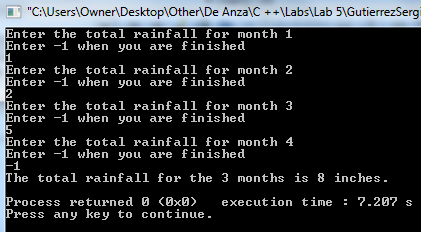 "C:\Users\Owner\Desktop\Other\De Anza\C ++\Labs\Lab 5\GutierrezSergi
Enter the total rainfall for month 1
Enter -1 when you are finished
1
Enter the total rainfall for month 2
Enter -1 when you are finished
2
Enter the total rainfall for month 3
Enter -1 when you are finished
5
Enter the total rainfall for month 4
Enter -1 when you are finished
-1
The total rainfall for the 3 months is 8 inches.
Process returned 0 (0x0)   execution time : 7.207 s
Press any key to continue.